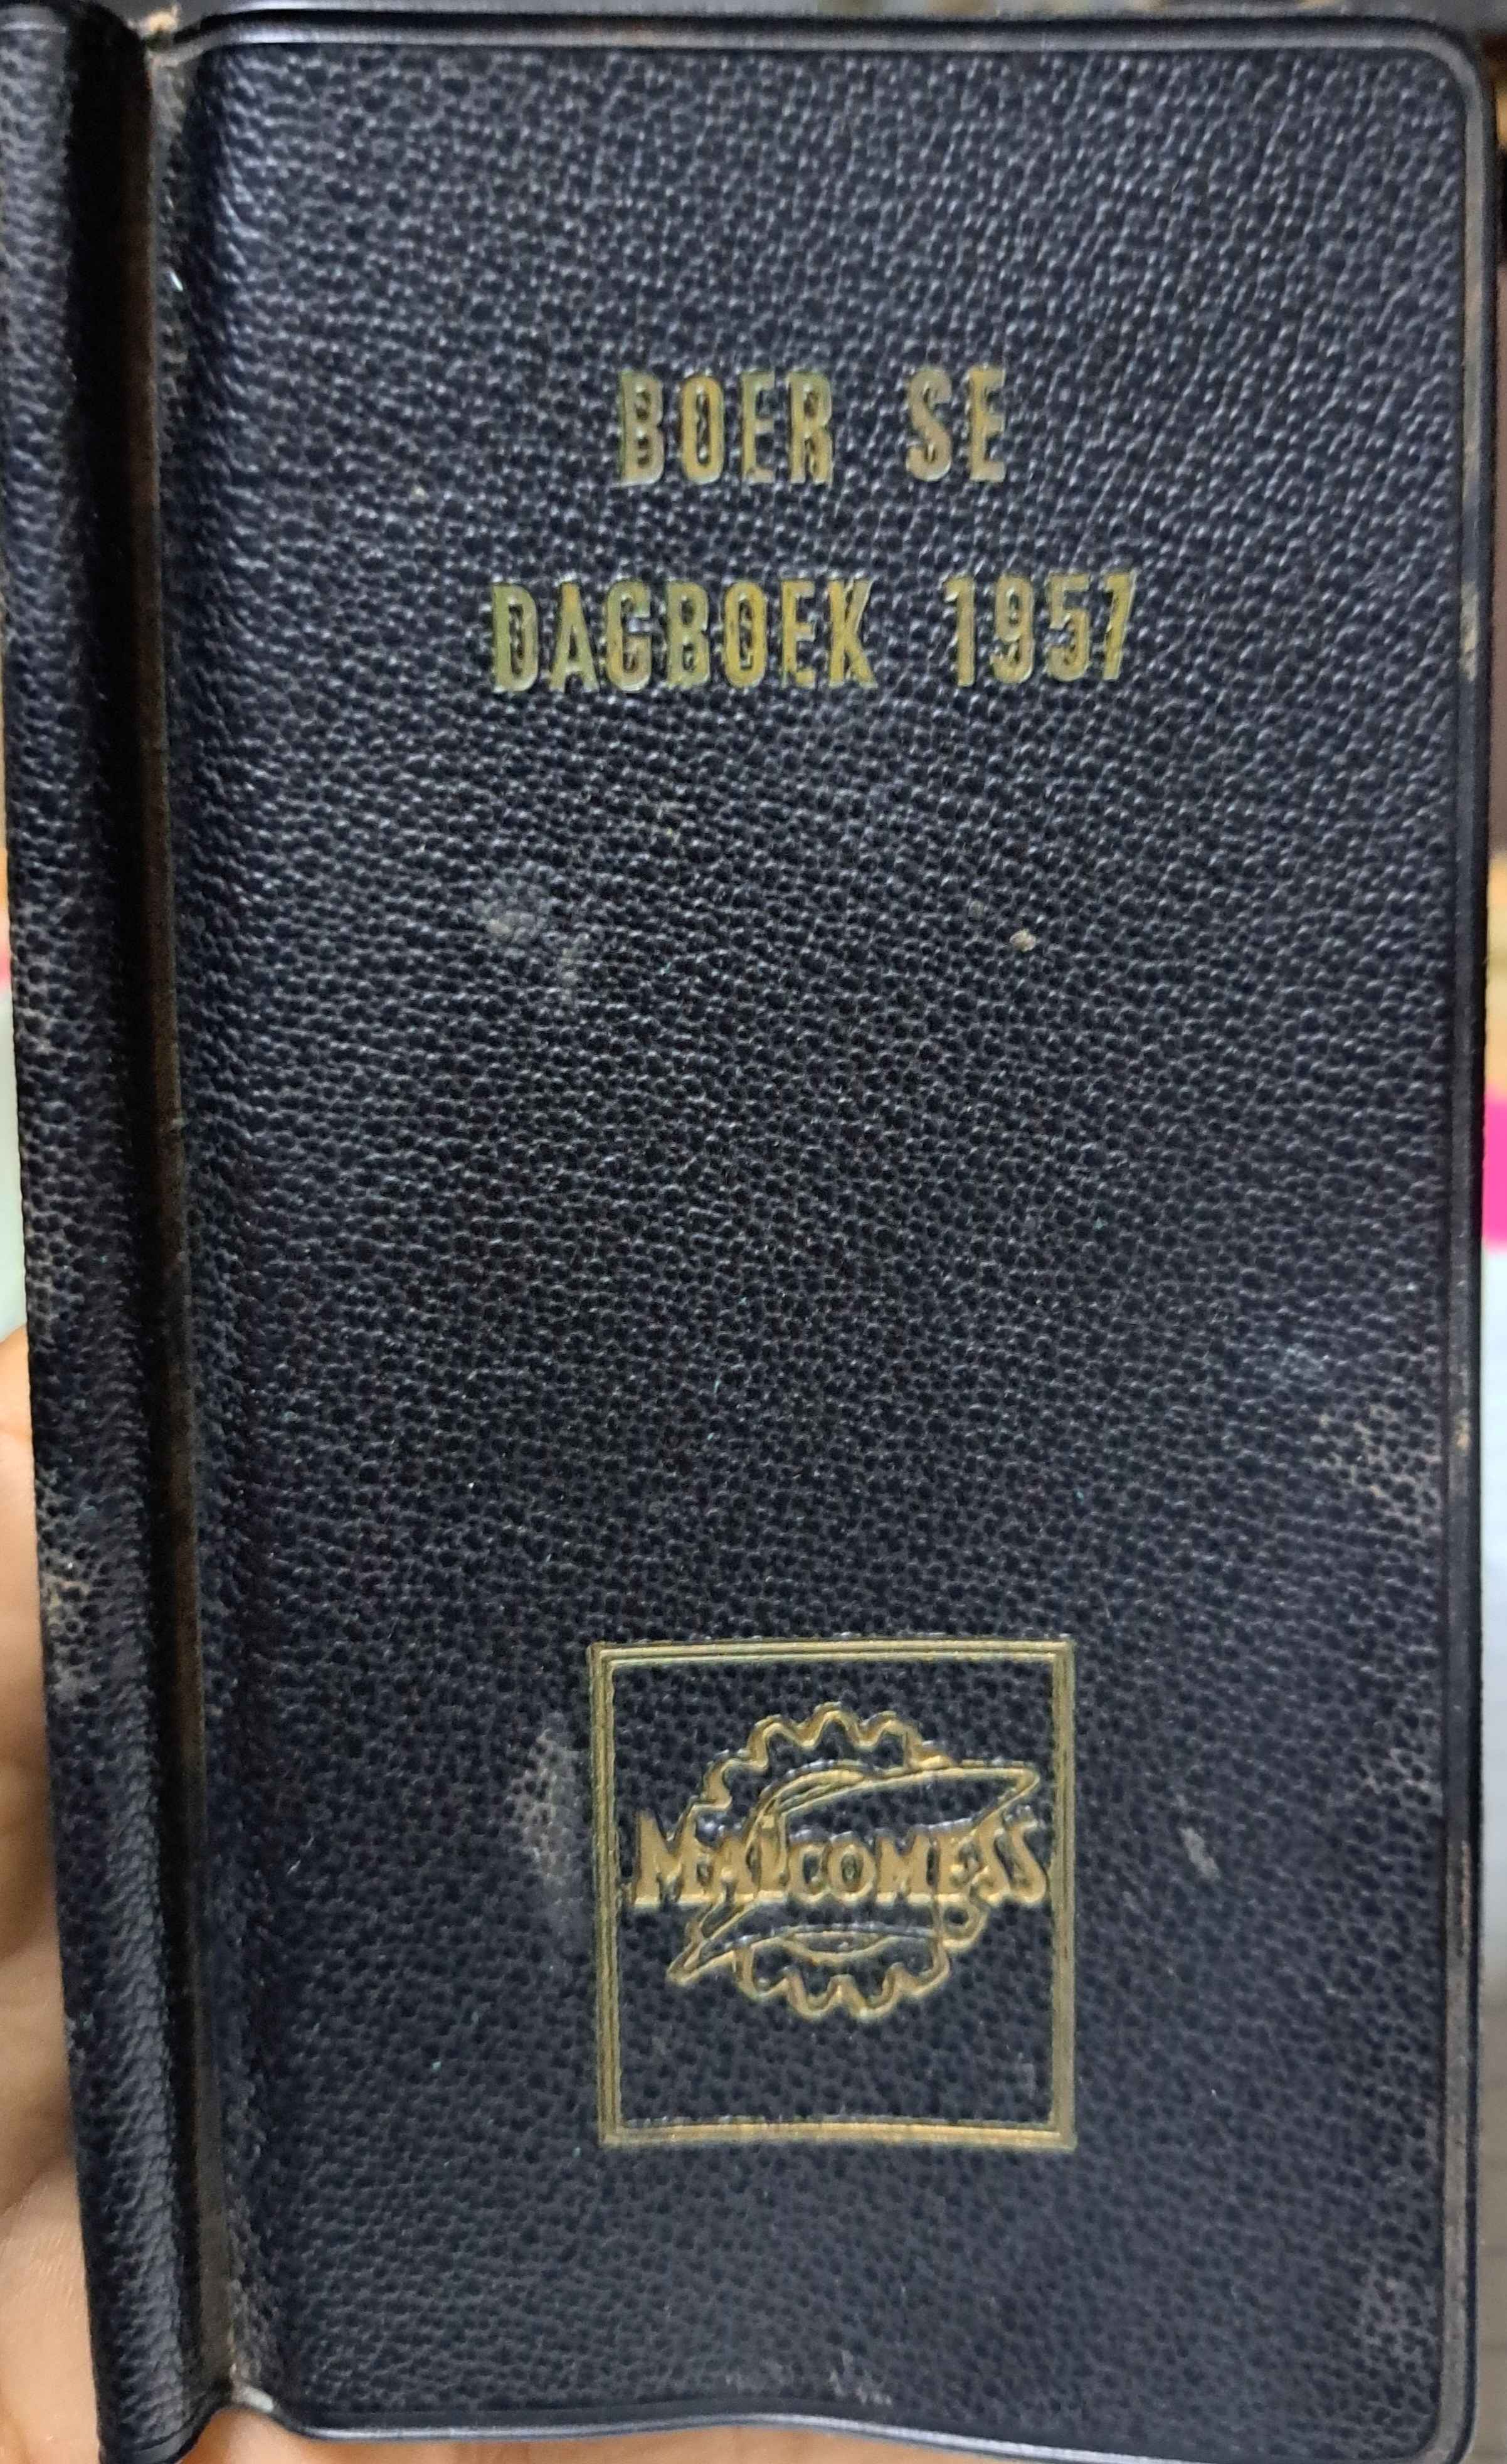 BOER SE
DAGBOEK 1957
MALCOMESS